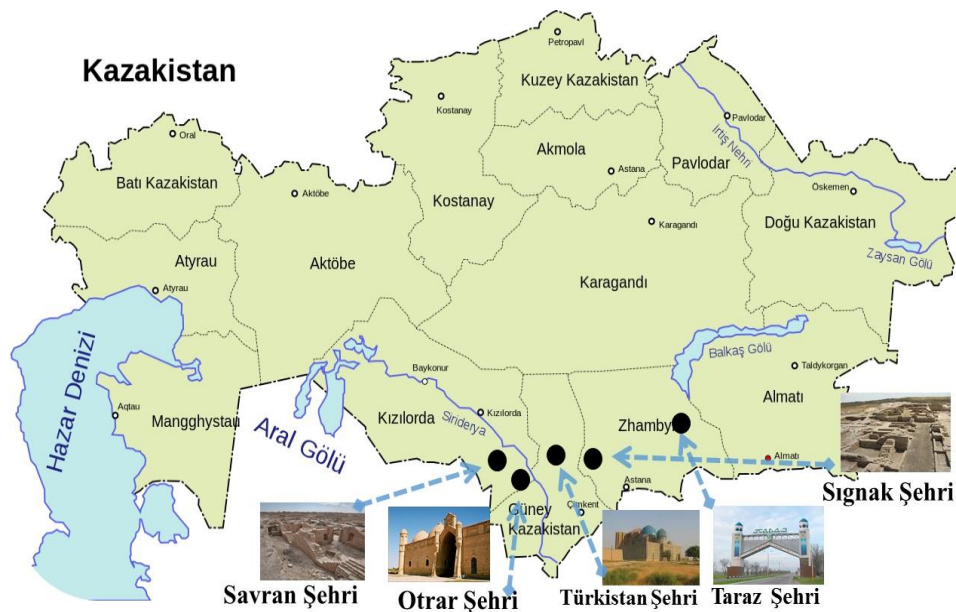 Kazakistan
Petropavl
Kuzey Kazakistan
Kostanay
Pavlodar
İrtiş Nehri
Oral
Akmola
Astana
Pavlodar
Batı Kazakistan
Aktöbe
Kostanay
Öskemen
Doğu Kazakistan
Karagandı
Zaysan Gölü
Atyrau
Aktöbe
Karagandı
Atyrau
Hazar Denizi
Balkaş Gölü
Baykonur
Taldykorgan
Aqtau
Mangghystau
Aral Gölü
Kızılorda
Kızılorda
Siriderya
Zhamby
Almatı
Almatı
Astana
Güney
Kazakistan
Sıgnak Şehri
Savran Şehri
Otrar Şehri
Türkistan Şehri
Taraz Şehri